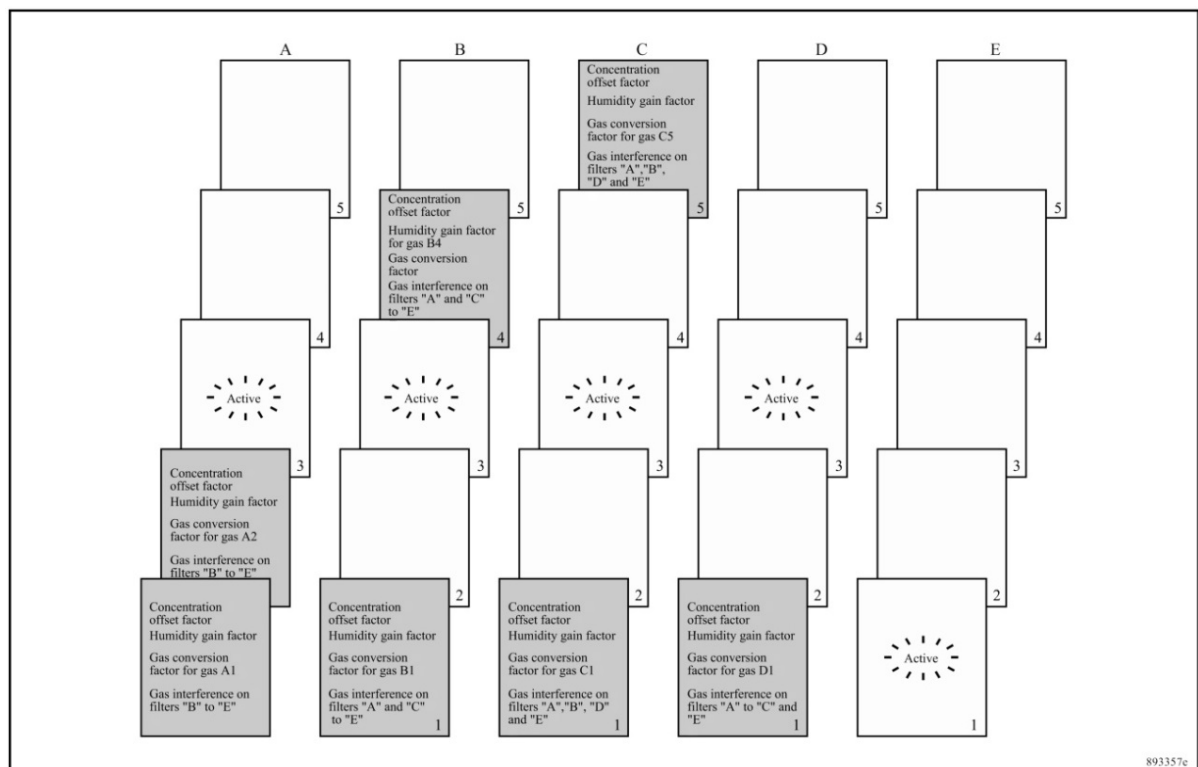 A
B
C
D
E
Concentration
offset factor
Humidity gain factor
Gas conversion
factor for gas C5
Gas interference on
filters "A","B",
"D" and "E"
5
5
5
5
5
Concentration
offset factor
Humidity gain factor
for gas B4
Gas conversion
factor
Gas interference on
filters "A" and "C"
to "E"
4
4
4
4
4
Active
Active
Active
Active
3
3
3
3
3
Concentration
offset factor
Humidity gain factor
Gas conversion
factor for gas A2
Gas interference on
filters "B" to "E"
2
2
2
2
Concentration
offset factor
Humidity gain factor
Gas conversion
factor for gas A1
Gas interference on
filters "B" to "E"
Concentration
offset factor
Humidity gain factor
Gas conversion
factor for gas B1
Gas interference on
filters "A" and "C"
to "E"
1
Concentration
offset factor
Humidity gain factor
Gas conversion
factor for gas C1
Gas interference on
filters "A","B", "D"
and "E"
1
Concentration
offset factor
Humidity gain factor
Gas conversion
factor for gas D1
Gas interference on
filters "A" to "C" and
"E"
1
Active
1
893357e